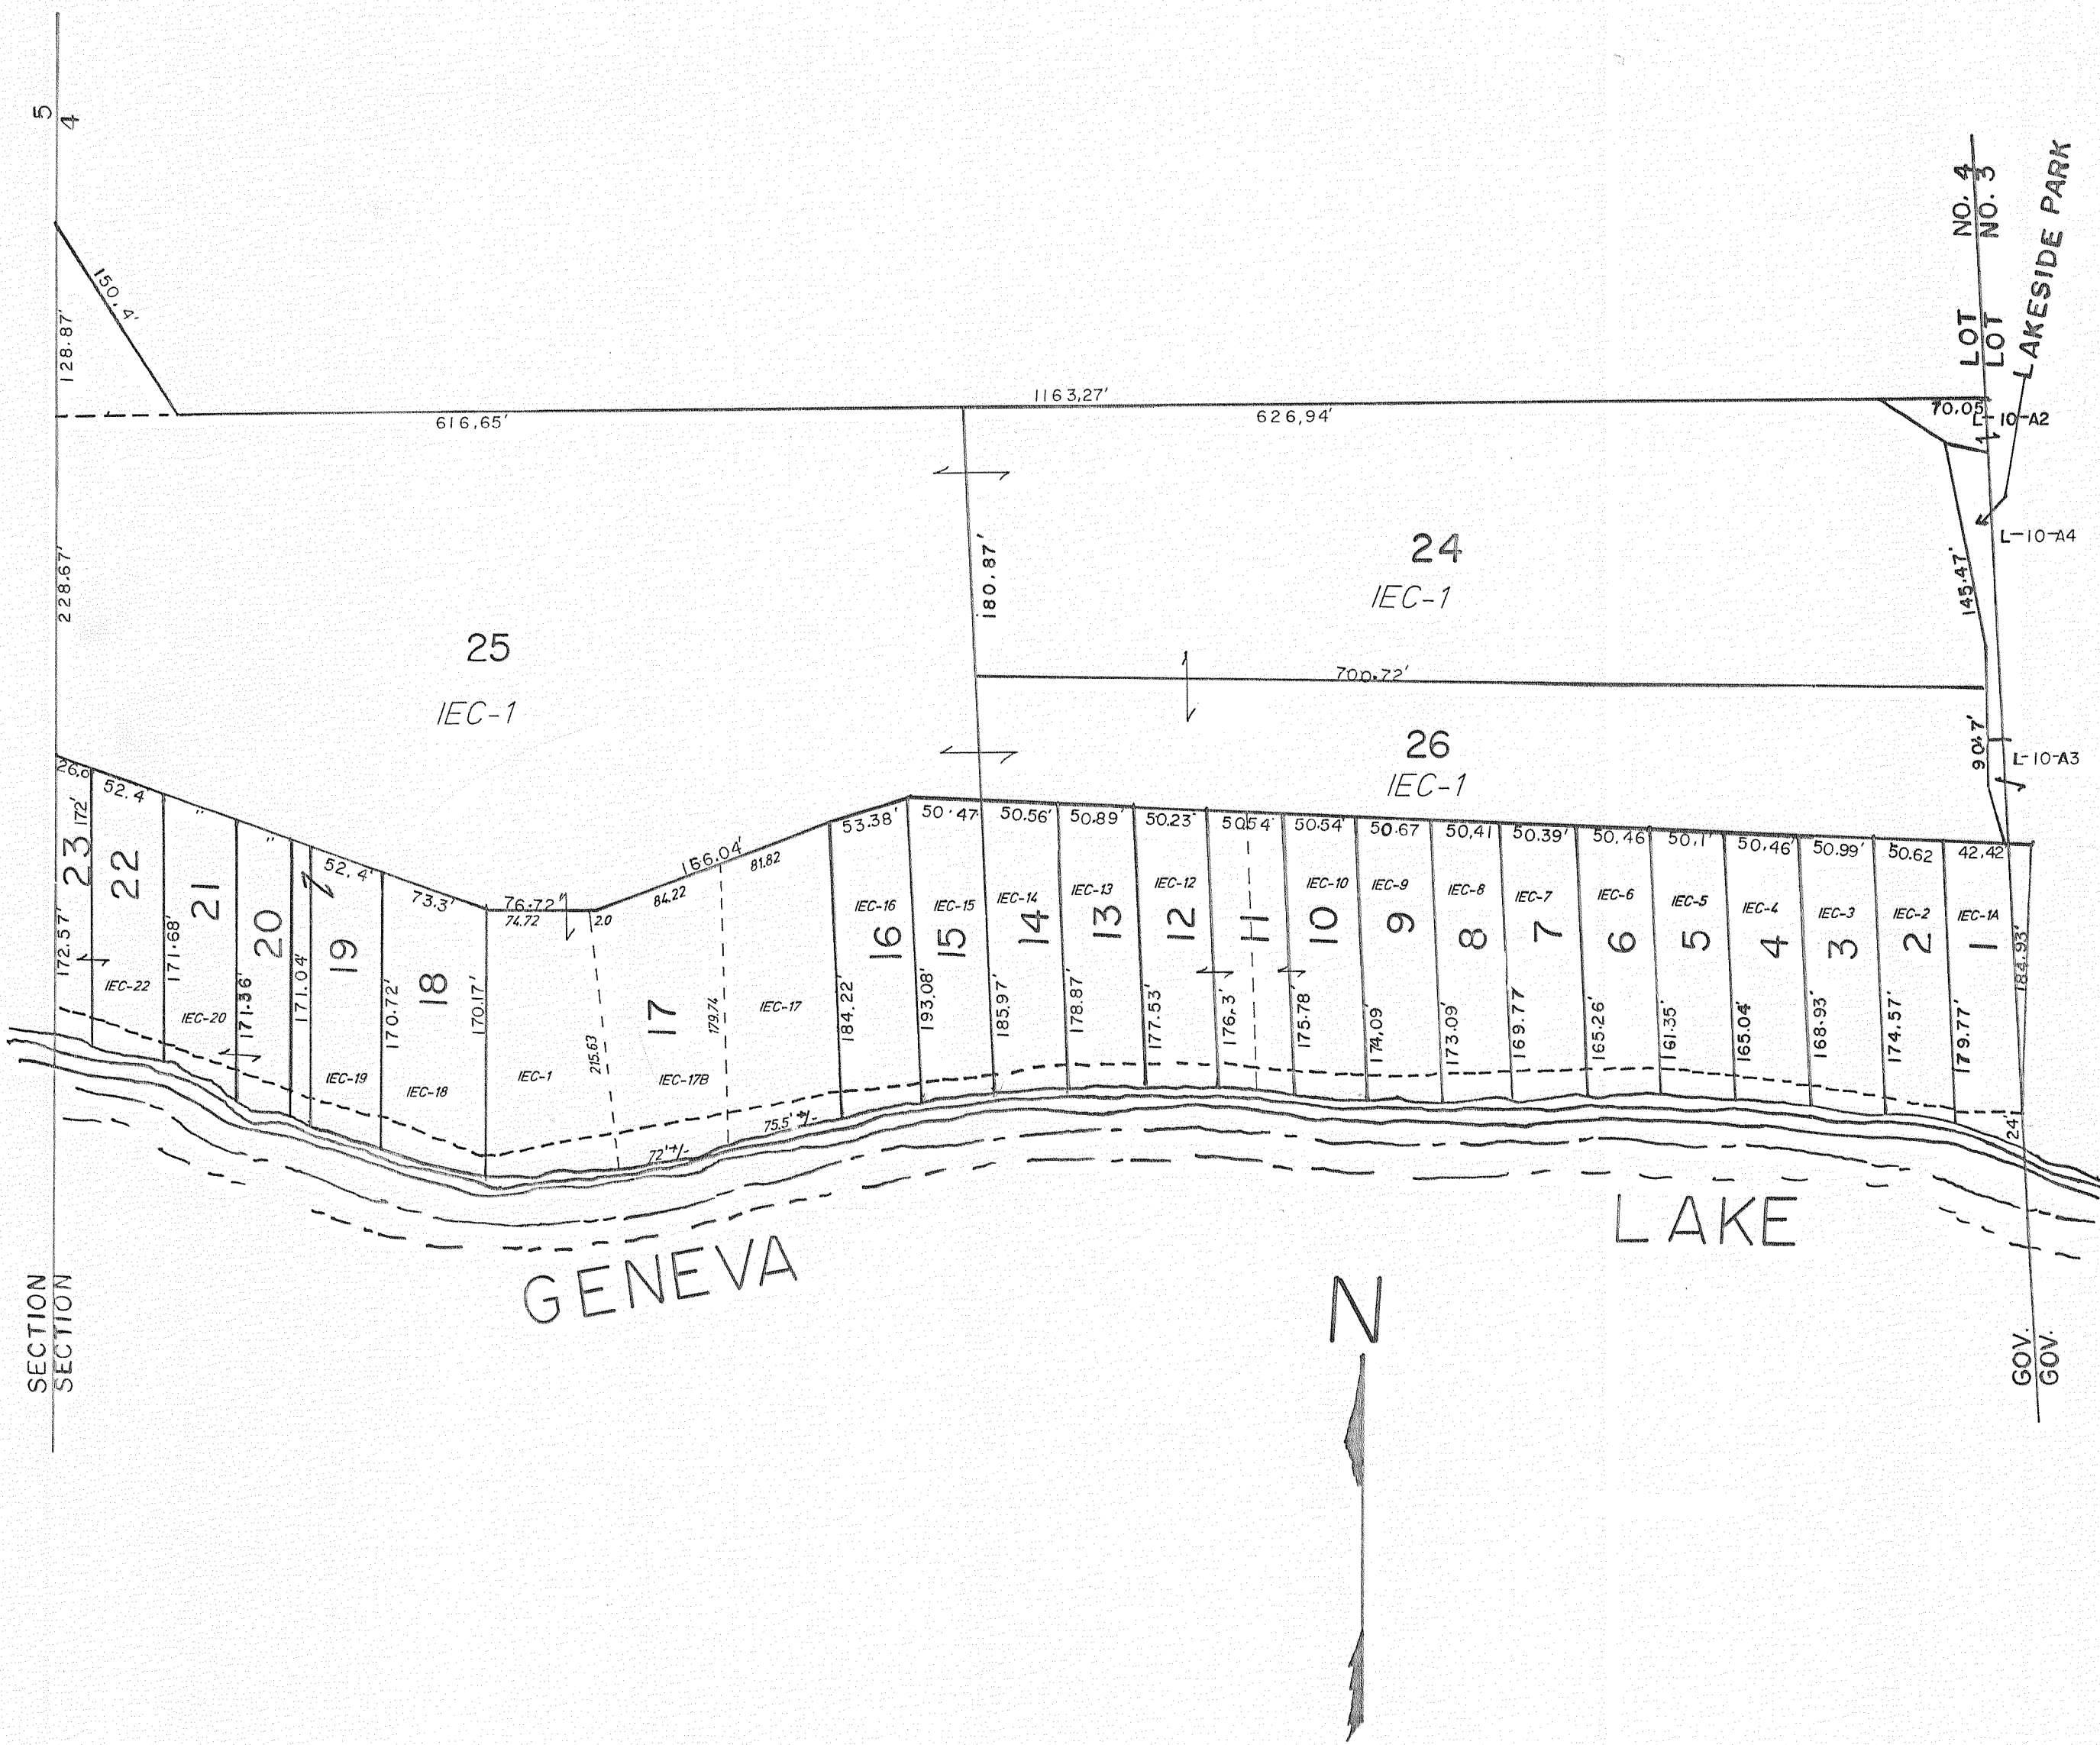 5
4
150.4'
128.87'
LOT NO. 4
LOT NO. 3
LAKESIDE PARK
1163.27'
616.65'
626.94'
70.05
L-10-A2
L-10-A4
228.67'
180.87'
24
IEC-1
145.47'
25
IEC-1
700.72'
26
IEC-1
90.7'
L-10-A3
26.0
52.4
"
"
52.4'
73.3'
76.72'
74.72
2.0
166.04'
84.22
81.82
53.38'
50.47
50.56'
50.89'
50.23'
50.54'
50.54'
50.67
50.41
50.39'
50.46
50.1'
50.46'
50.99'
50.62
42.42'
172'
23
22
21
20
19
18
17
16
15
14
13
12
11
10
9
8
7
6
5
4
3
2
1
IEC-22
IEC-20
IEC-19
IEC-18
IEC-1
IEC-17B
IEC-17
IEC-16
IEC-15
IEC-14
IEC-13
IEC-12
IEC-10
IEC-9
IEC-8
IEC-7
IEC-6
IEC-5
IEC-4
IEC-3
IEC-2
IEC-1A
172.57'
171.68'
171.36'
171.04'
170.72'
170.17'
215.63
179.74
184.22'
193.08'
185.97'
178.87'
177.53'
176.3'
175.78'
174.09'
173.09'
169.77'
165.26'
161.35'
165.04'
168.93'
174.57'
179.77'
184.93'
24'
72'+/-
75.5'+/-
GENEVA
LAKE
N
SECTION
SECTION
GOV.
GOV.